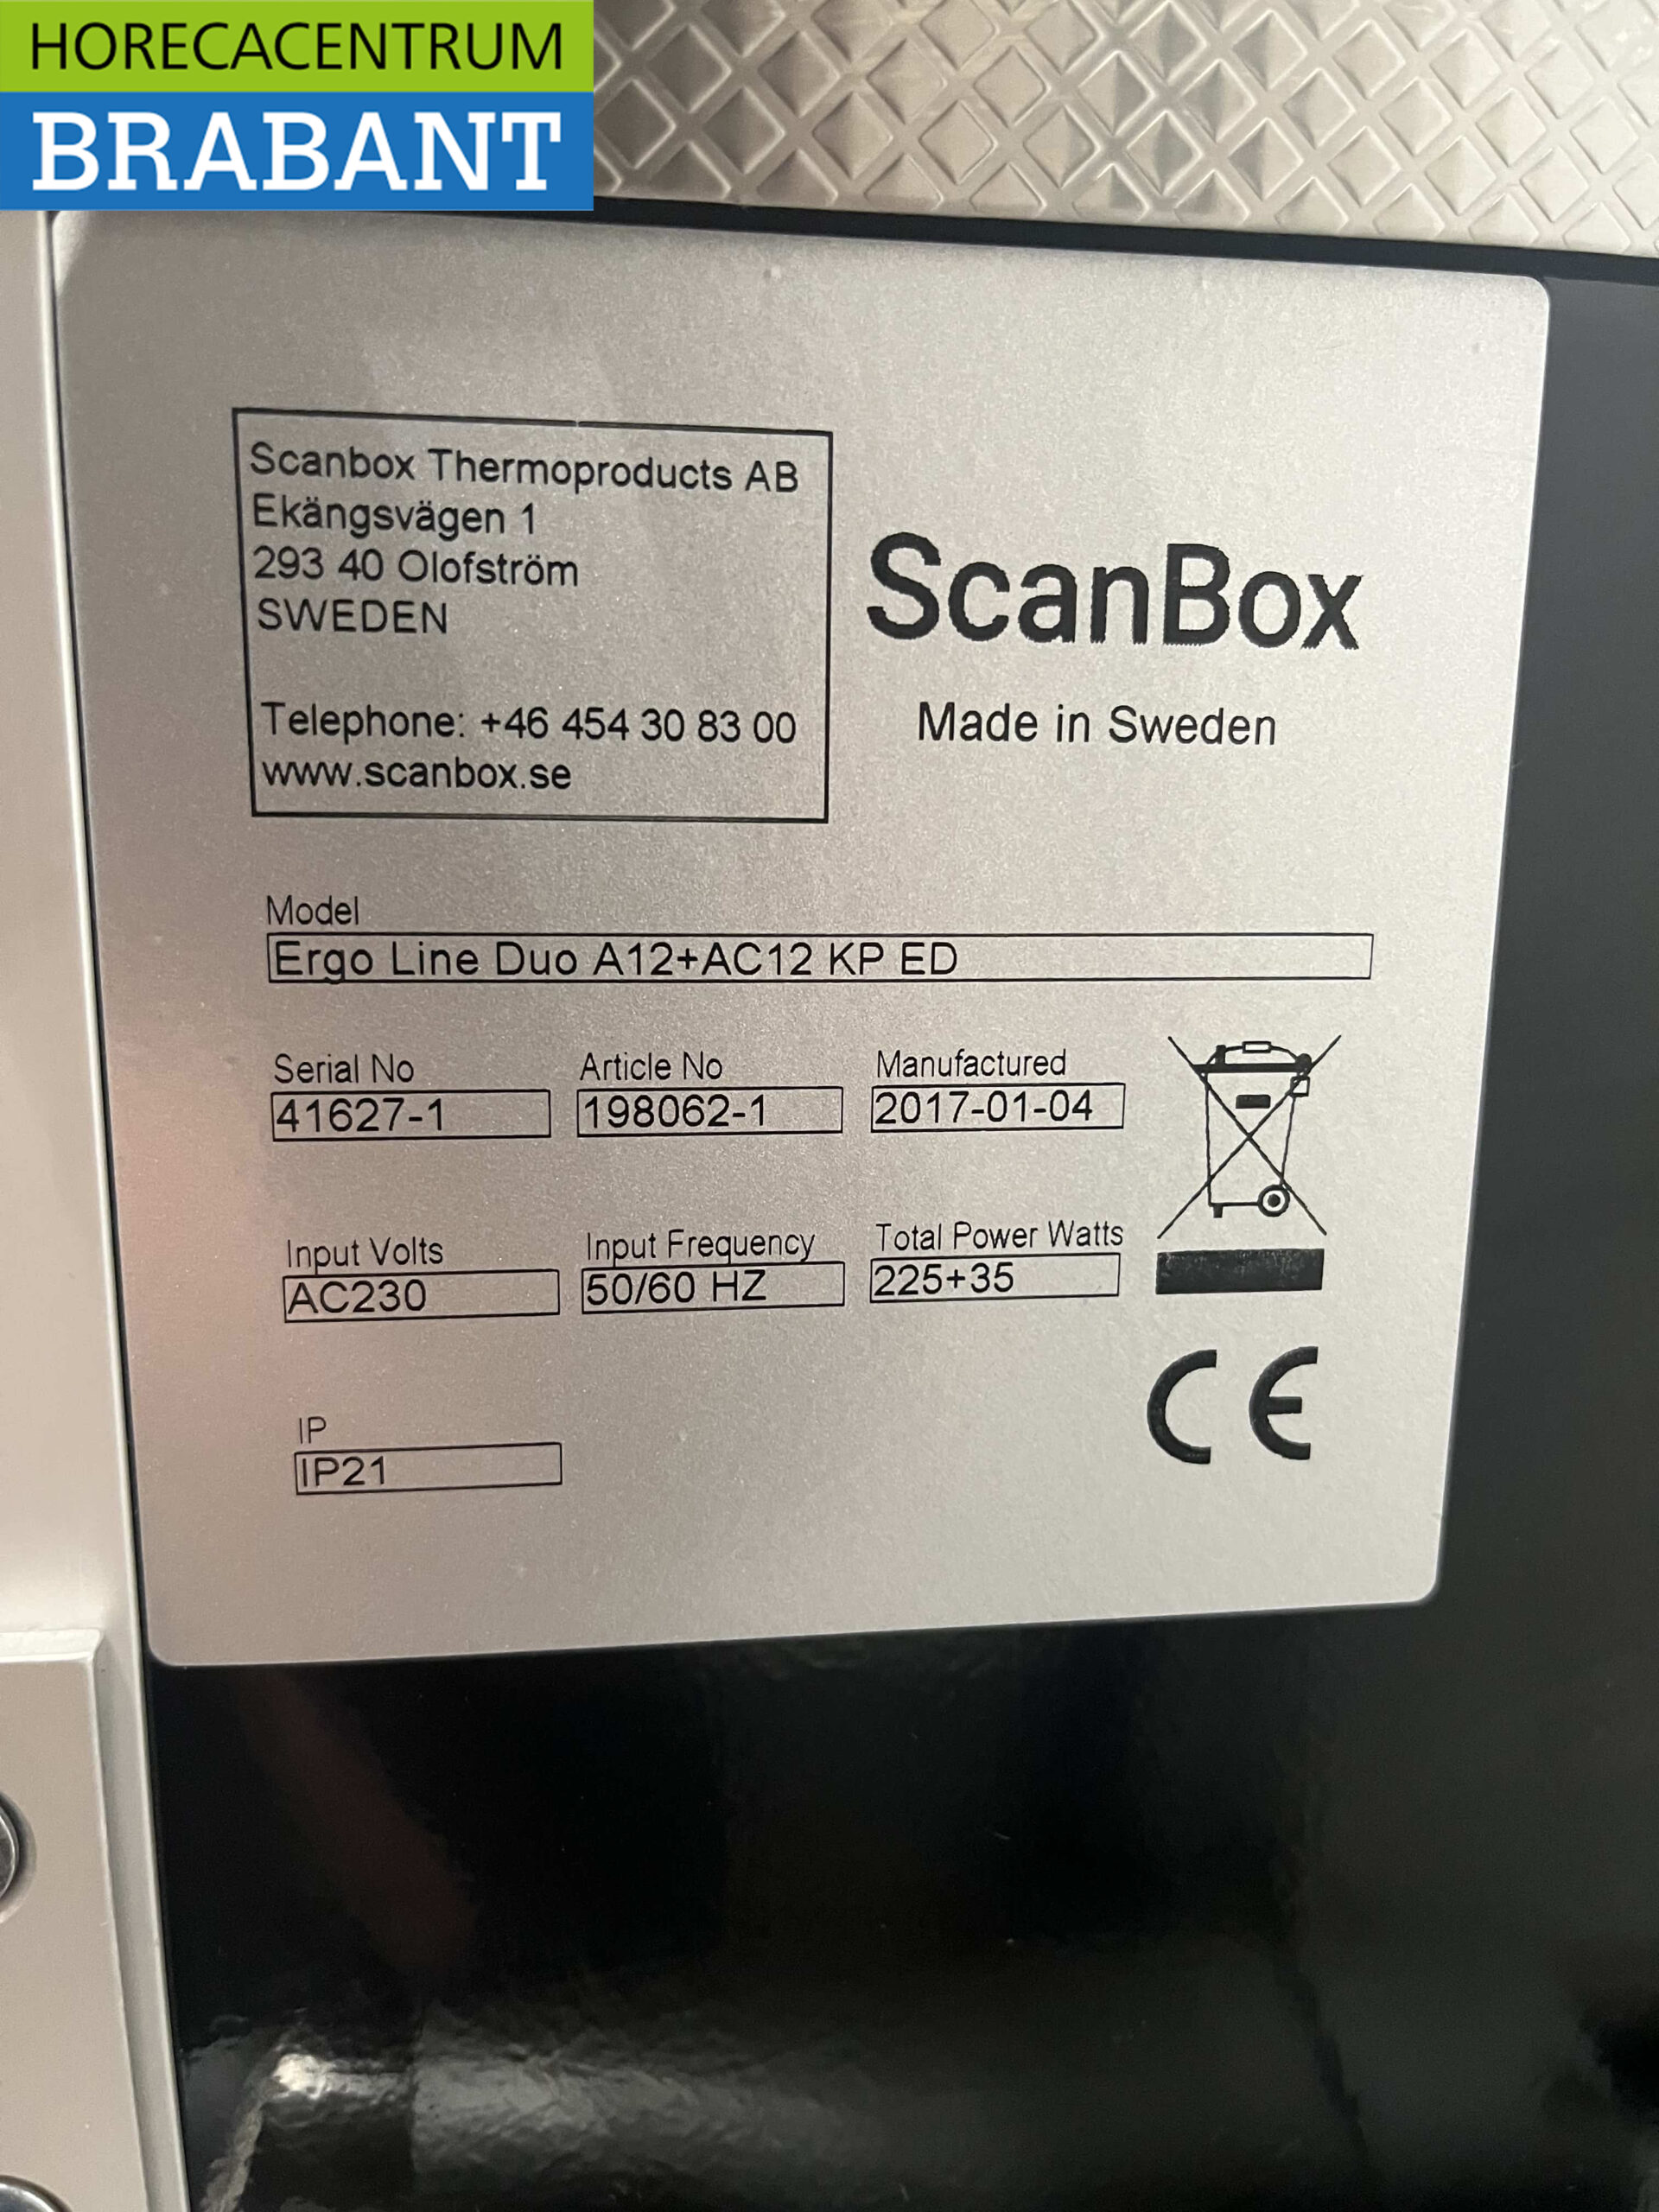 HORECACENTRUM
BRABANT
Scanbox Thermoproducts AB
Ekängsvägen 1
293 40 Olofström
SWEDEN
Telephone: +46 454 30 83 00
www.scanbox.se
ScanBox
Made in Sweden
Model
Ergo Line Duo A12+AC12 KP ED
Serial No
41627-1
Article No
198062-1
Manufactured
2017-01-04
Input Volts
AC230
Input Frequency
50/60 HZ
Total Power Watts
225+35
IP
IP21
CE